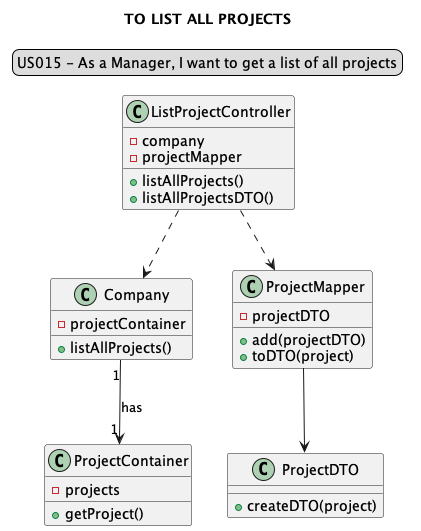 TO LIST ALL PROJECTS
US015 - As a Manager, I want to get a list of all projects
C ListProjectController
company
projectMapper
listAllProjects()
listAllProjectsDTO()
C Company
projectContainer
listAllProjects()
C ProjectMapper
projectDTO
add(projectDTO)
toDTO(project)
1
has
1
C ProjectContainer
projects
getProject()
C ProjectDTO
createDTO(project)